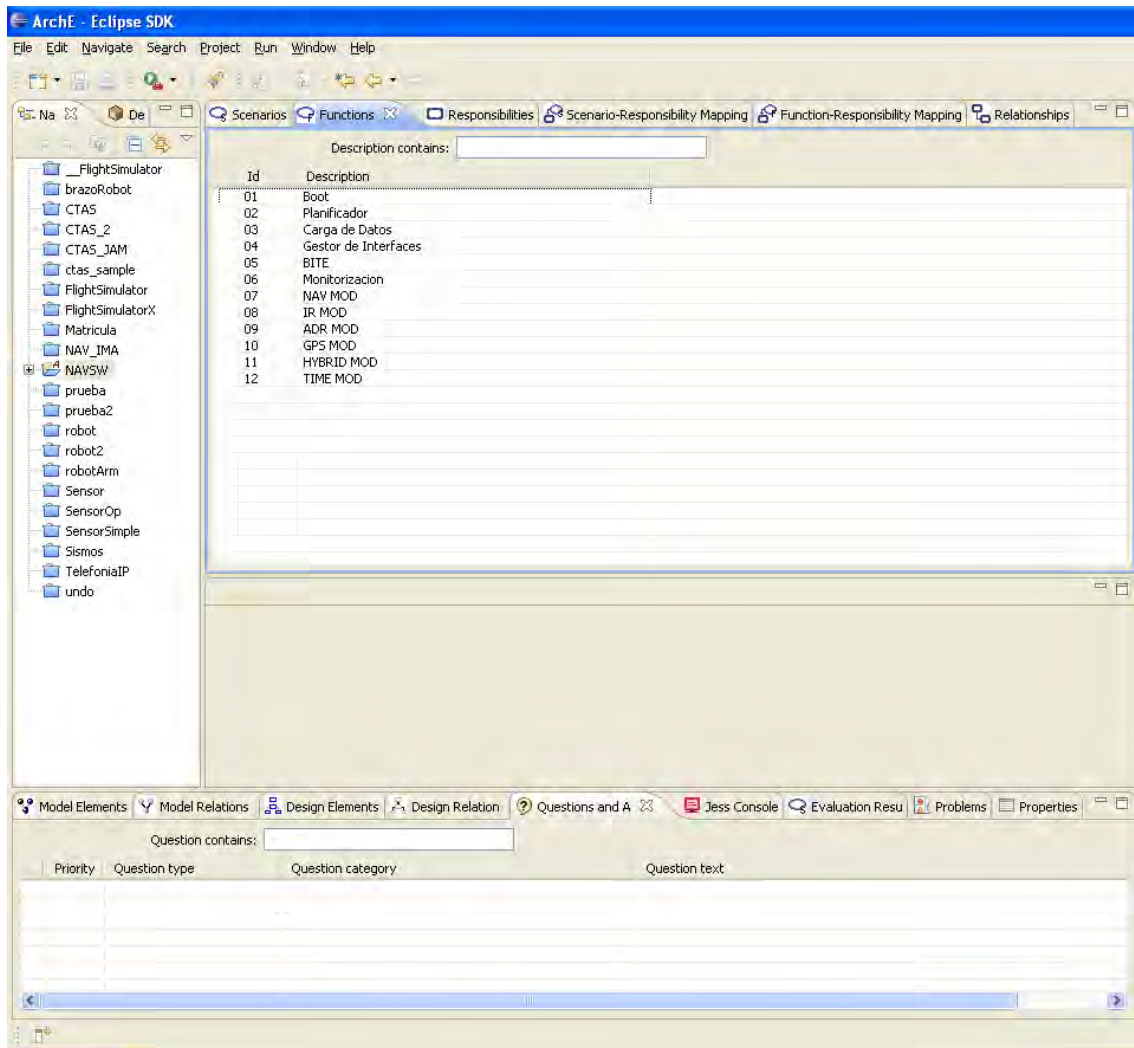 ArchE - Eclipse SDK
File Edit Navigate Search Project Run Window Help
Na De
Scenarios Functions Responsibilities Scenario-Responsibility Mapping Function-Responsibility Mapping Relationships
Description contains:
Id Description
01 Boot
02 Planificador
03 Carga de Datos
04 Gestor de Interfaces
05 BITE
06 Monitorizacion
07 NAV MOD
08 IR MOD
09 ADR MOD
10 GPS MOD
11 HYBRID MOD
12 TIME MOD
__FlightSimulator
brazoRobot
CTAS
CTAS_2
CTAS_JAM
ctas_sample
FlightSimulator
FlightSimulatorX
Matricula
NAV_IMA
NAVSW
prueba
prueba2
robot
robot2
robotArm
Sensor
SensorOp
SensorSimple
Sismos
TelefoniaIP
undo
Model Elements Model Relations Design Elements Design Relation Questions and A Jess Console Evaluation Resu Problems Properties
Question contains:
Priority Question type Question category Question text